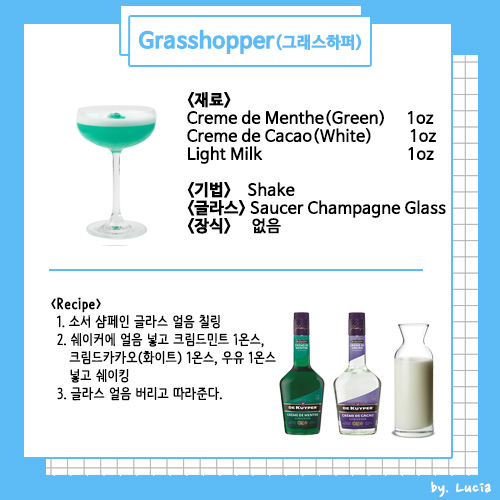 Grasshopper(그래스하퍼)
<재료>
Creme de Menthe(Green) 1oz
Creme de Cacao(White) 1oz
Light Milk 1oz
<기법> Shake
<글라스> Saucer Champagne Glass
<장식> 없음
<Recipe>
1. 소서 샴페인 글라스 얼음 칠링
2. 쉐이커에 얼음 넣고 크림드민트 1온스,
크림드카카오(화이트) 1온스, 우유 1온스
넣고 쉐이킹
3. 글라스 얼음 버리고 따라준다.
DE KUYPER
CREME DE MENTHE
DE KUYPER
CREME DE CACAO
by. Lucia